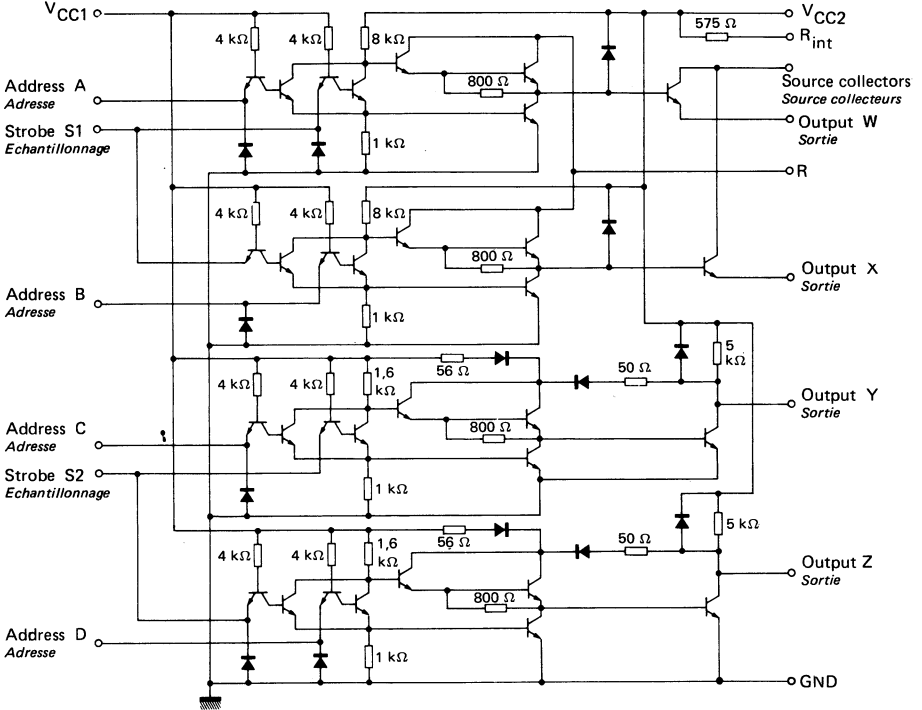 VCC1
VCC2
575 Ω
Rint
4 kΩ
4 kΩ
8 kΩ
Address A
Adresse
800 Ω
Source collectors
Source collecteurs
Strobe S1
Echantillonnage
Output W
Sortie
1 kΩ
R
4 kΩ
4 kΩ
8 kΩ
800 Ω
Output X
Sortie
Address B
Adresse
1 kΩ
56 Ω
50 Ω
5
kΩ
4 kΩ
4 kΩ
1,6
kΩ
Output Y
Sortie
Address C
Adresse
800 Ω
Strobe S2
Echantillonnage
1 kΩ
56 Ω
50 Ω
5 kΩ
4 kΩ
4 kΩ
1,6
kΩ
Output Z
Sortie
800 Ω
Address D
Adresse
1 kΩ
GND